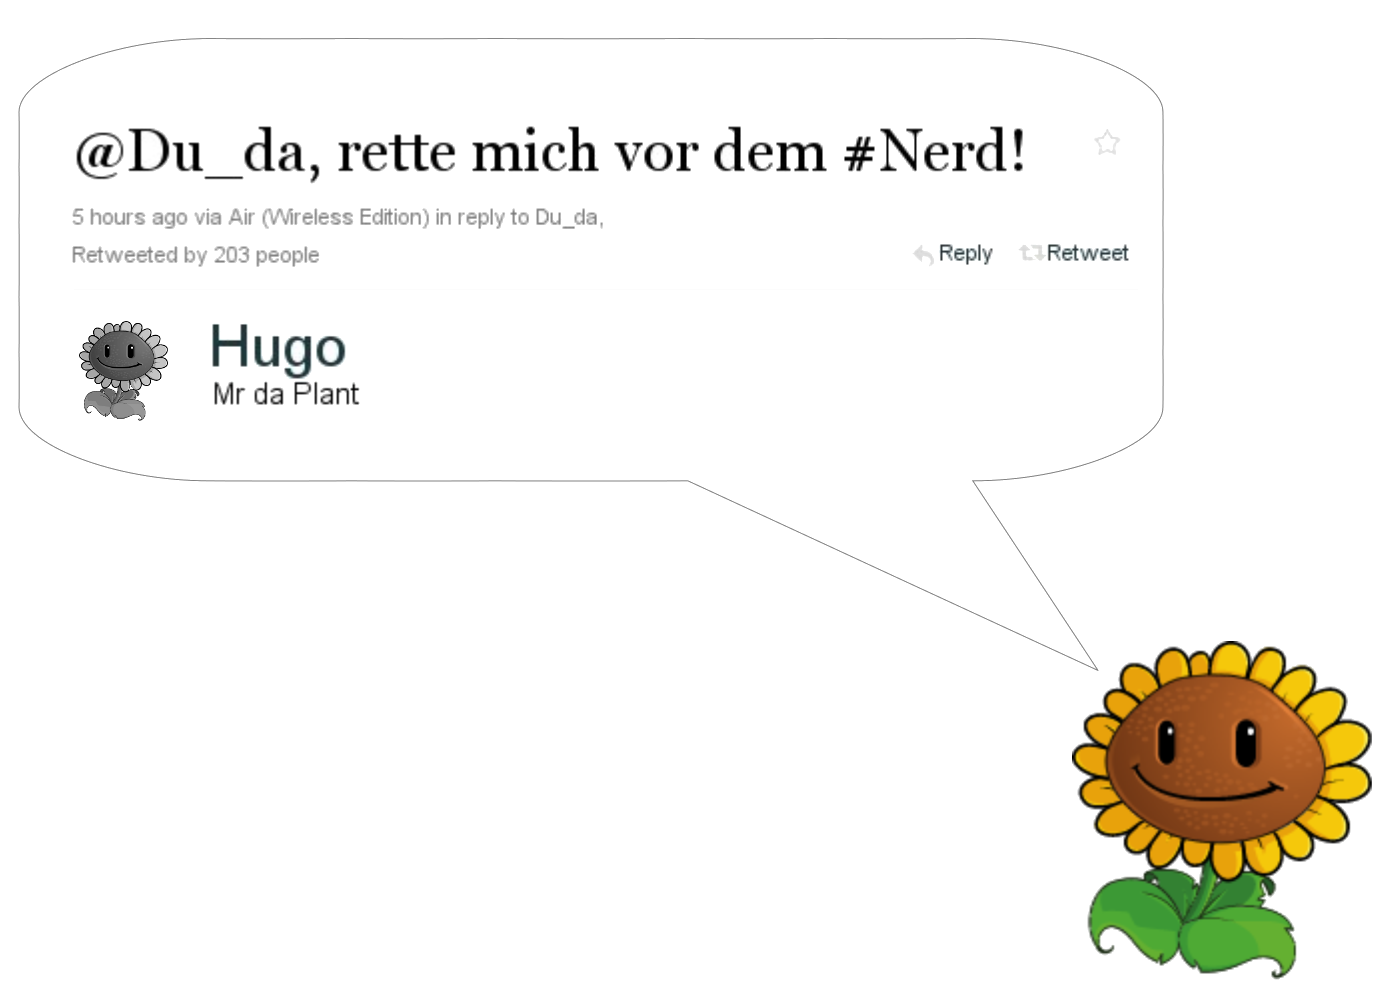 @Du_da, rette mich vor dem #Nerd!
5 hours ago via Air (Wireless Edition) in reply to Du_da,
Retweeted by 203 people
Reply Retweet
Hugo
Mr da Plant